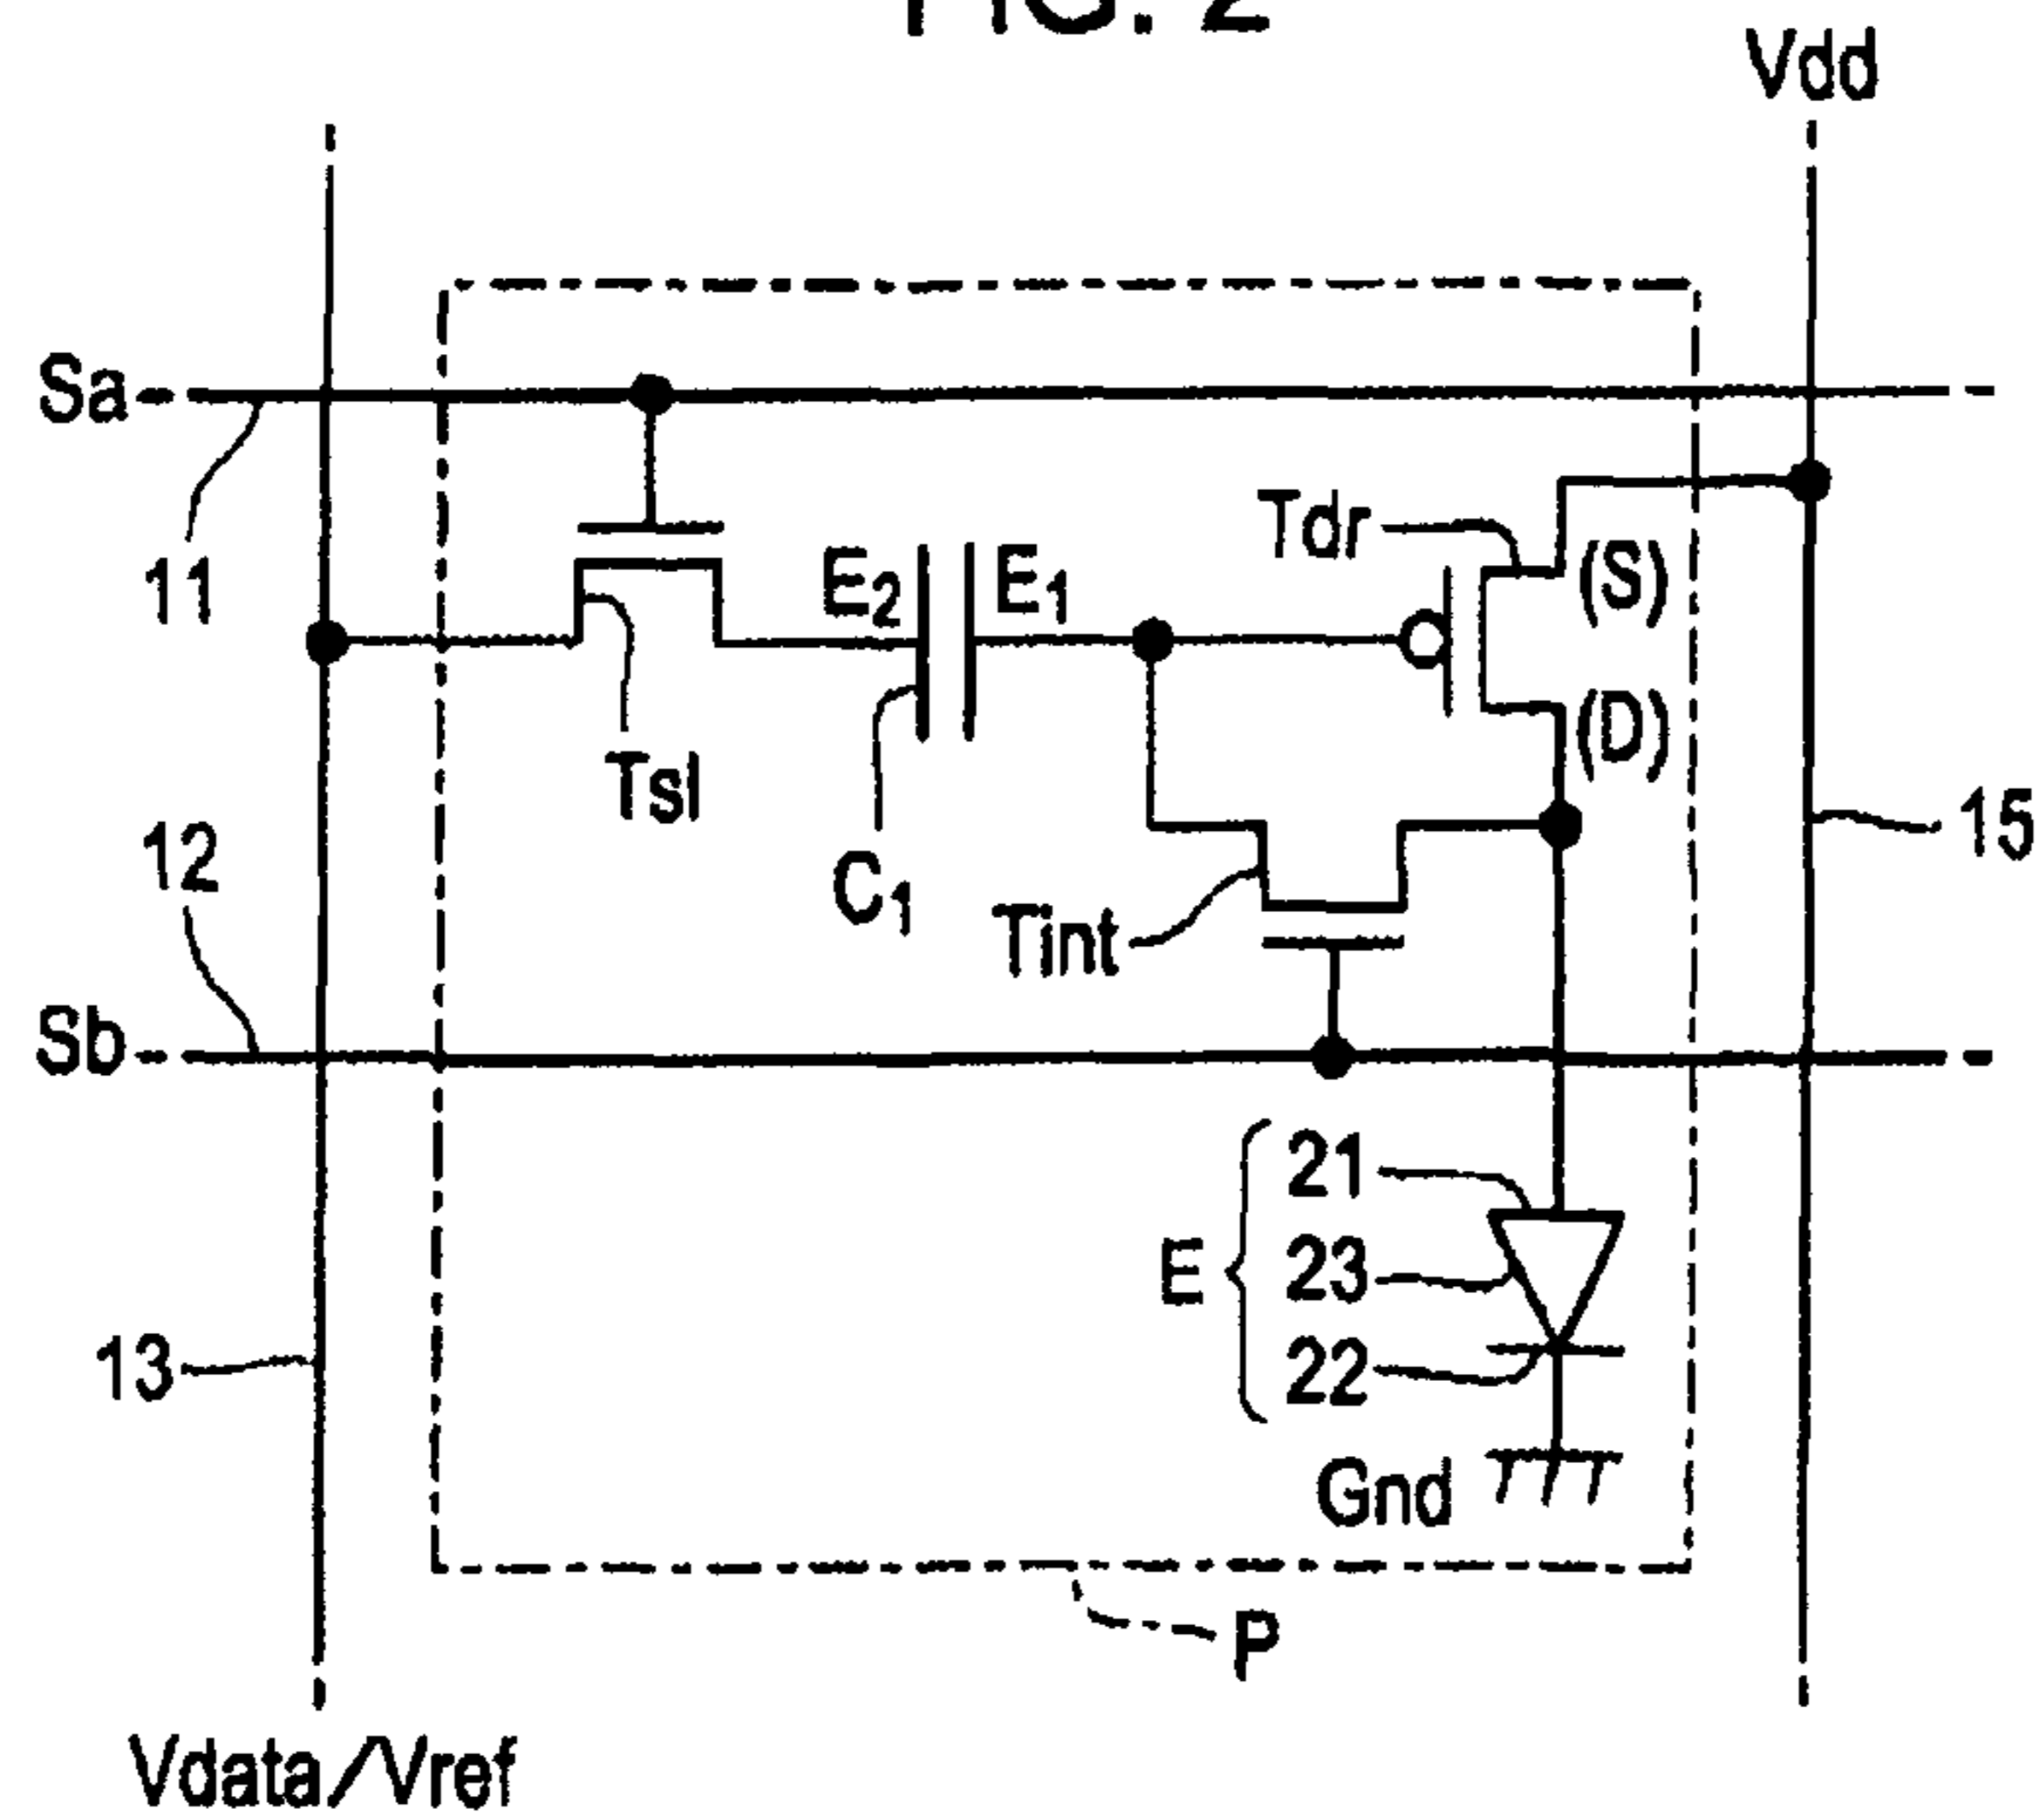 FIG. 2
Vdd
Sa
11
Tsl
E2
E1
C1
Tdr
(S)
(D)
15
12
Tint
Sb
13
E
21
23
22
Gnd
P
Vdata/Vref